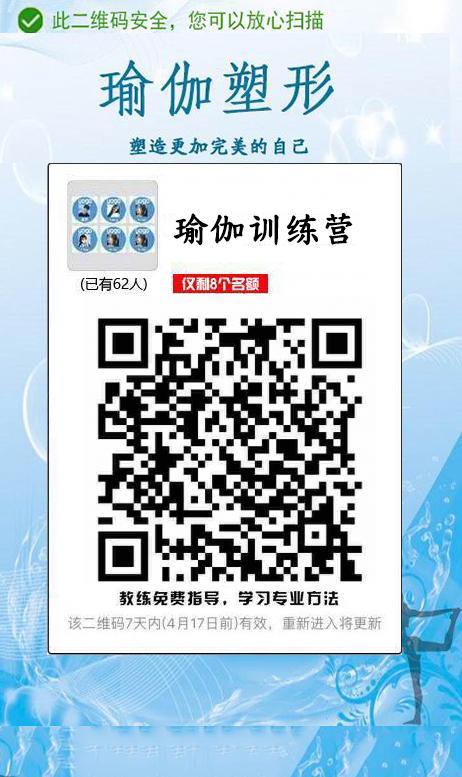 此二维码安全，您可以放心扫描
瑜伽塑形
塑造更加完美的自己
瑜伽训练营
(已有62人)
仅剩8个名额
教练免费指导，学习专业方法
该二维码7天内(4月17日前)有效，重新进入将更新